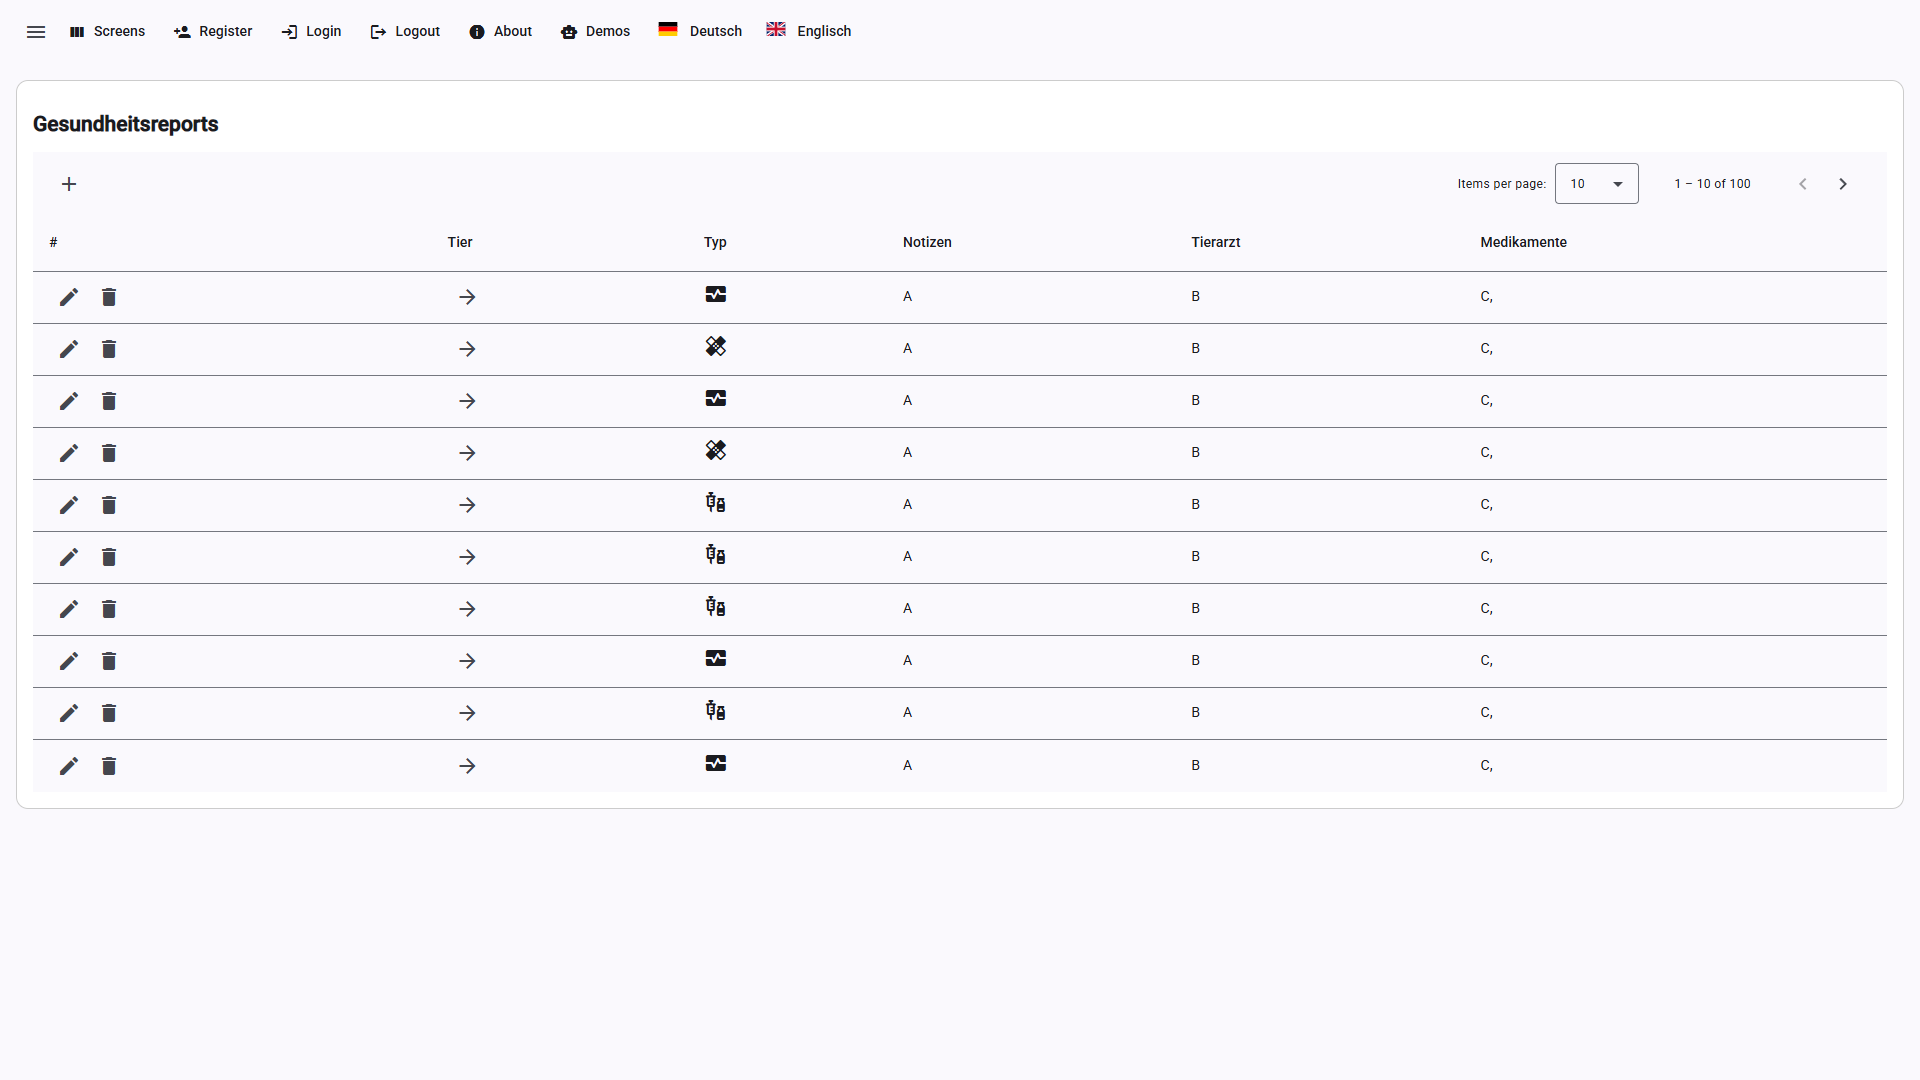 Screens Register Login Logout About Demos Deutsch Englisch
Gesundheitsreports
Items per page: 10 1 – 10 of 100
# Tier Typ Notizen Tierarzt Medikamente
A B C,
A B C,
A B C,
A B C,
A B C,
A B C,
A B C,
A B C,
A B C,
A B C,